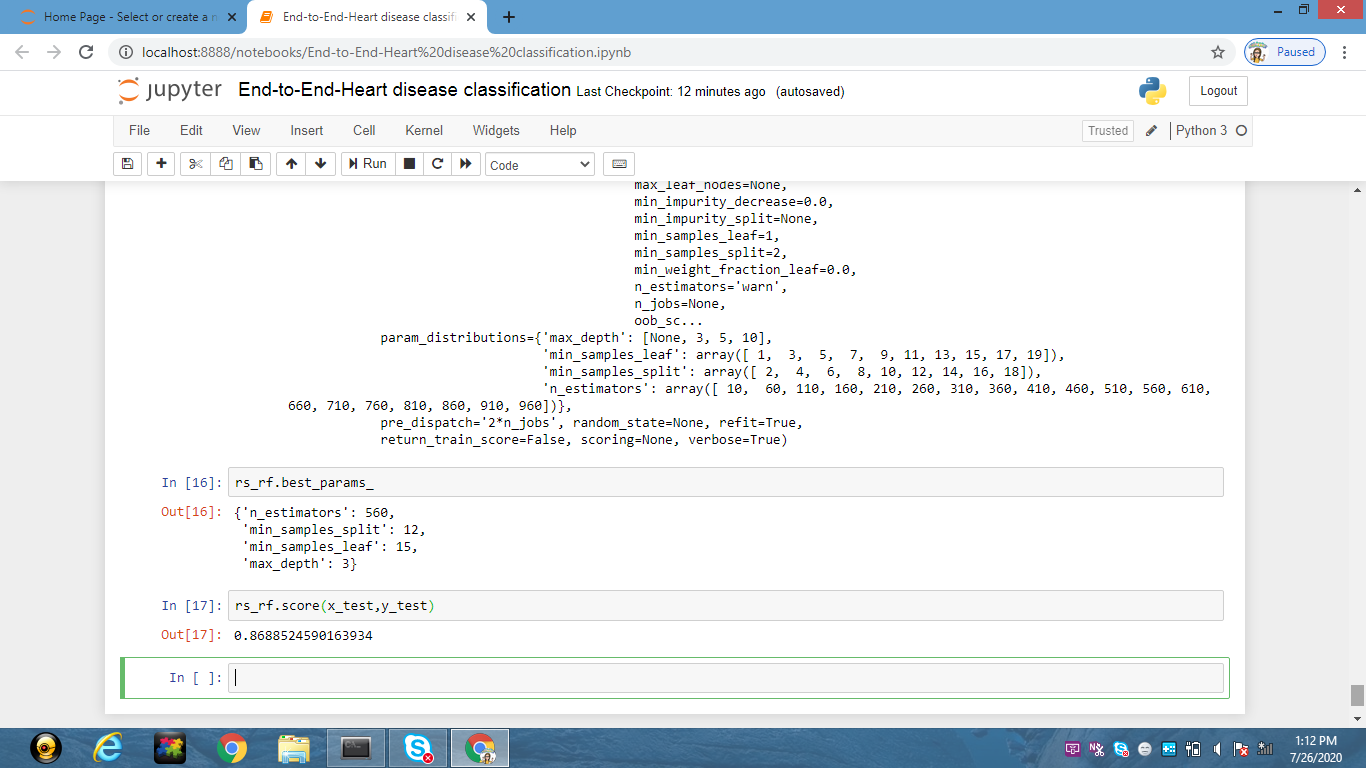 Home Page - Select or create a n
End-to-End-Heart disease classifi
localhost:8888/notebooks/End-to-End-Heart%20disease%20classification.ipynb
Paused
jupyter End-to-End-Heart disease classification Last Checkpoint: 12 minutes ago (autosaved)
Logout
File Edit View Insert Cell Kernel Widgets Help
Trusted
Python 3
Run
Code
max_leaf_nodes=None,
min_impurity_decrease=0.0,
min_impurity_split=None,
min_samples_leaf=1,
min_samples_split=2,
min_weight_fraction_leaf=0.0,
n_estimators='warn',
n_jobs=None,
oob_sc...
param_distributions={'max_depth': [None, 3, 5, 10],
'min_samples_leaf': array([ 1,  3,  5,  7,  9, 11, 13, 15, 17, 19]),
'min_samples_split': array([ 2,  4,  6,  8, 10, 12, 14, 16, 18]),
'n_estimators': array([ 10,  60, 110, 160, 210, 260, 310, 360, 410, 460, 510, 560, 610,
660, 710, 760, 810, 860, 910, 960])},
pre_dispatch='2*n_jobs', random_state=None, refit=True,
return_train_score=False, scoring=None, verbose=True)
In [16]: rs_rf.best_params_
Out[16]: {'n_estimators': 560,
'min_samples_split': 12,
'min_samples_leaf': 15,
'max_depth': 3}
In [17]: rs_rf.score(x_test,y_test)
Out[17]: 0.8688524590163934
In [ ]:
1:12 PM
7/26/2020